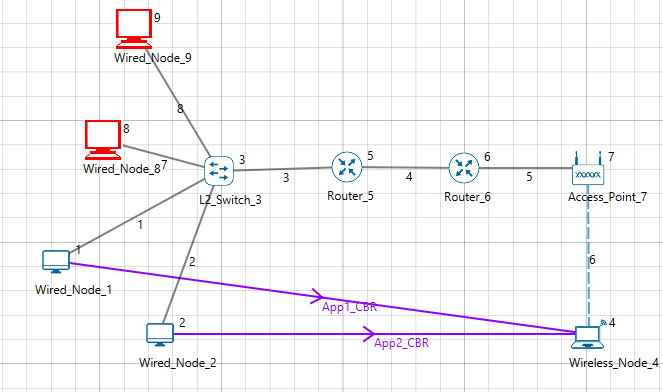 9
Wired_Node_9
8
8
Wired_Node_8
7
3
5
6
7
3
4
5
L2_Switch_3
Router_5
Router_6
Access_Point_7
1
1
2
6
Wired_Node_1
App1_CBR
2
4
App2_CBR
Wired_Node_2
Wireless_Node_4